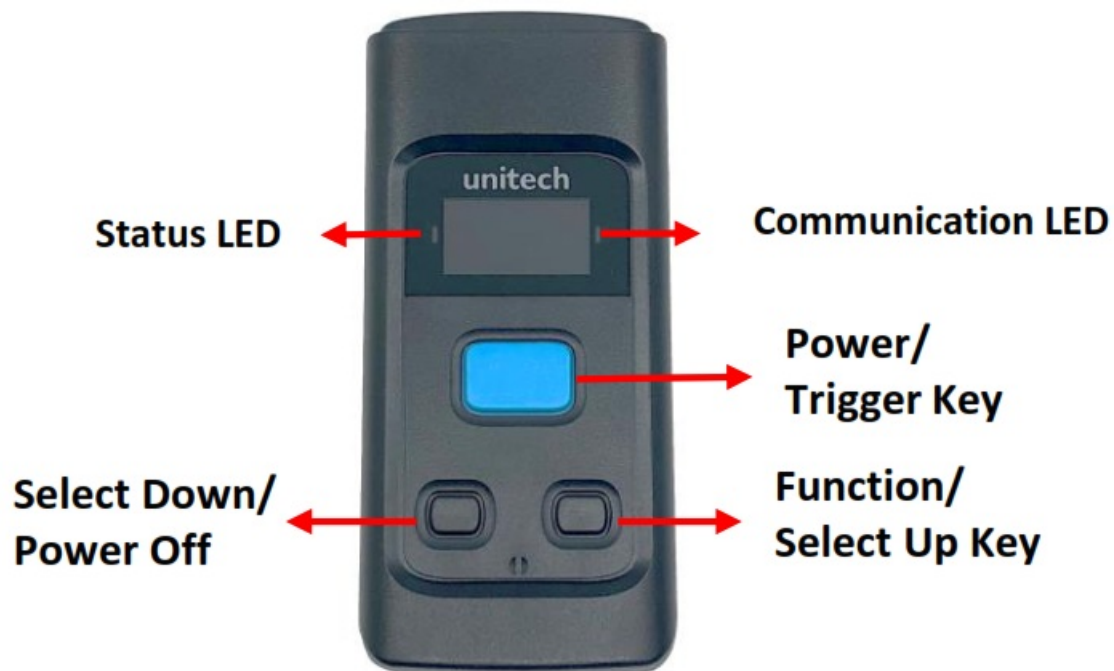 unitech
Status LED
Communication LED
Power/
Trigger Key
Select Down/
Power Off
Function/
Select Up Key